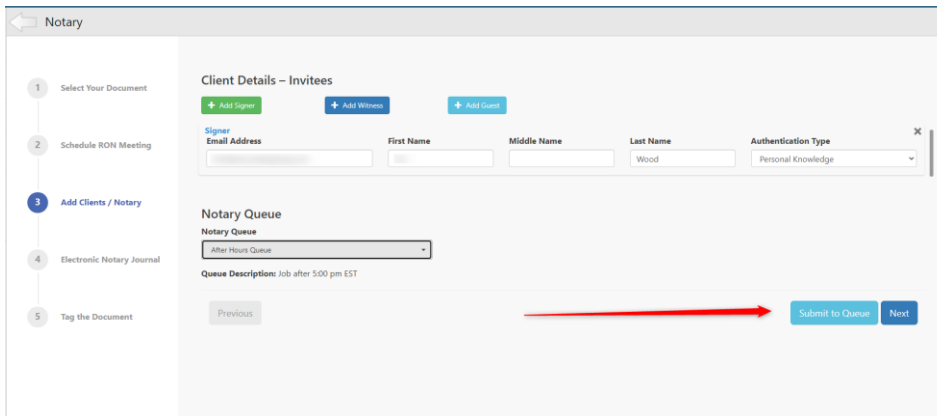 Notary
1 Select Your Document
2 Schedule RON Meeting
3 Add Clients / Notary
4 Electronic Notary Journal
5 Tag the Document
Client Details – Invitees
+ Add Signer + Add Witness + Add Guest
Signer
Email Address First Name Middle Name Last Name Authentication Type
Wood Personal Knowledge
Notary Queue
Notary Queue
After Hours Queue
Queue Description: Job after 5:00 pm EST
Previous Submit to Queue Next